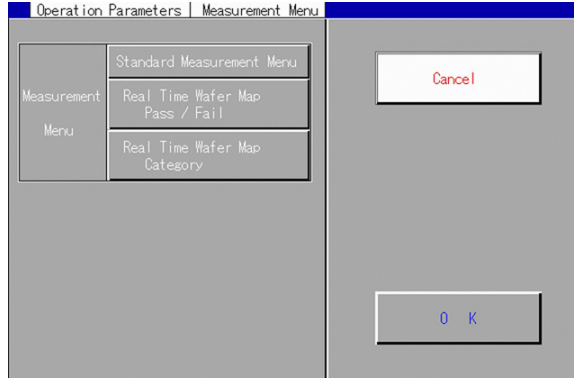 Operation Parameters | Measurement Menu
Measurement
Menu
Standard Measurement Menu
Real Time Wafer Map
Pass / Fail
Real Time Wafer Map
Category
Cancel
O K